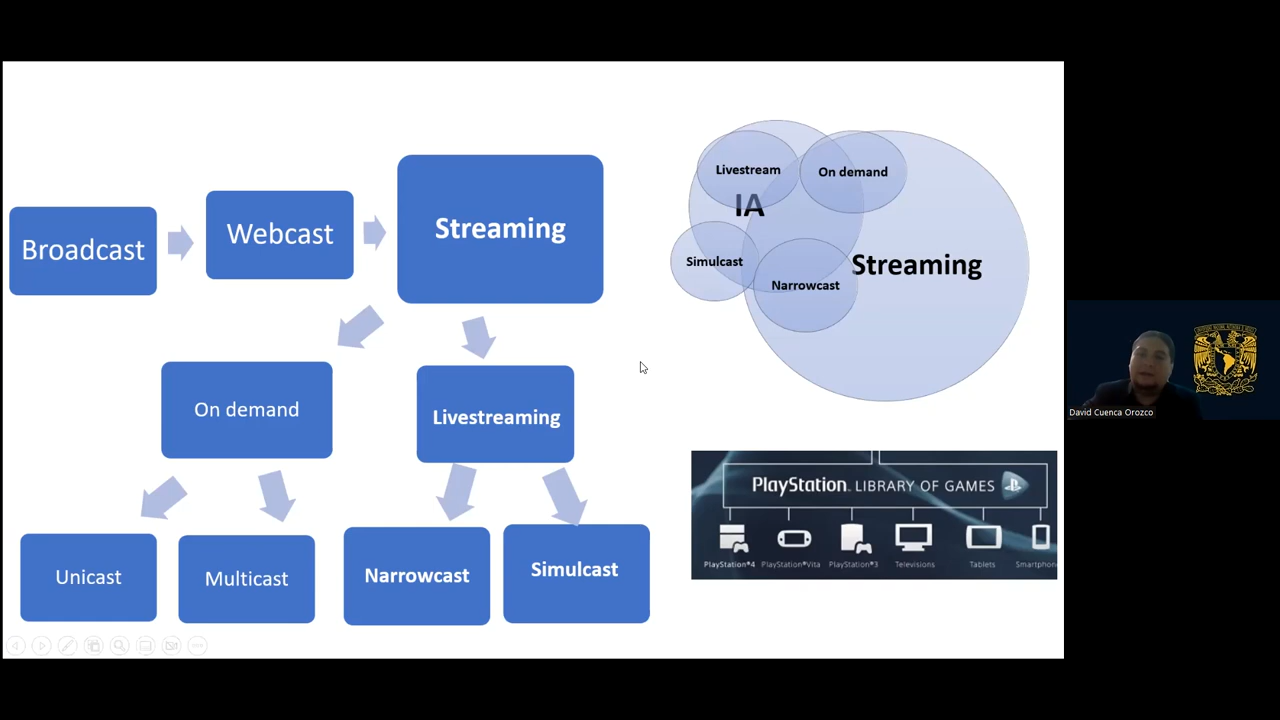 Broadcast
Webcast
Streaming
On demand
Livestreaming
Unicast
Multicast
Narrowcast
Simulcast
Livestream
On demand
IA
Simulcast
Narrowcast
Streaming
PlayStation LIBRARY OF GAMES
PlayStation®4
PlayStation®Vita
PlayStation®3
Televisions
Tablets
Smartphon
David Cuenca Orozco